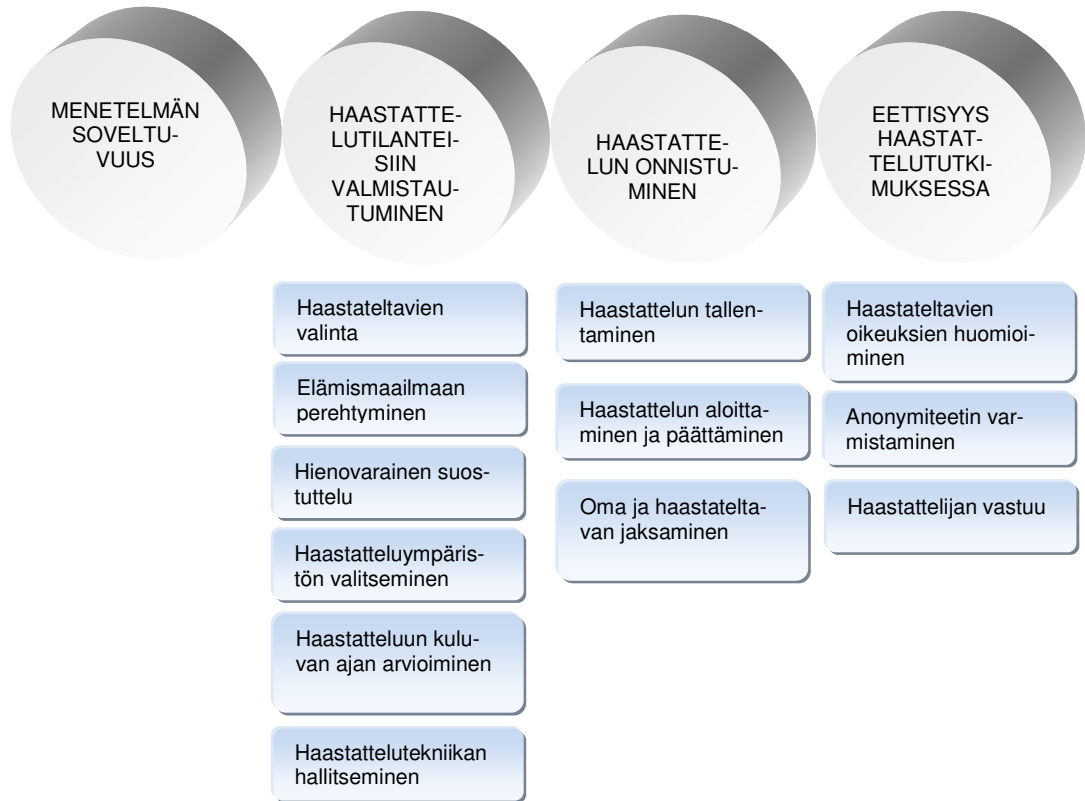 MENETELMÄN
SOVELTU-
VUUS
HAASTATTE-
LUTILANTEI-
SIIN
VALMISTAU-
TUMINEN
HAASTATTE-
LUN ONNISTU-
MINEN
EETTISYYS
HAASTAT-
TELUTUTKI-
MUKSESSA
Haastateltavien
valinta
Elämismaailmaan
perehtyminen
Hienovarainen suos-
tuttelu
Haastatteluympäris-
tön valitseminen
Haastatteluun kulu-
van ajan arvioiminen
Haastattelutekniikan
hallitseminen
Haastattelun tallen-
taminen
Haastattelun aloitta-
minen ja päättäminen
Oma ja haastatelta-
van jaksaminen
Haastateltavien
oikeuksien huomioi-
minen
Anonymiteetin var-
mistaminen
Haastattelijan vastuu